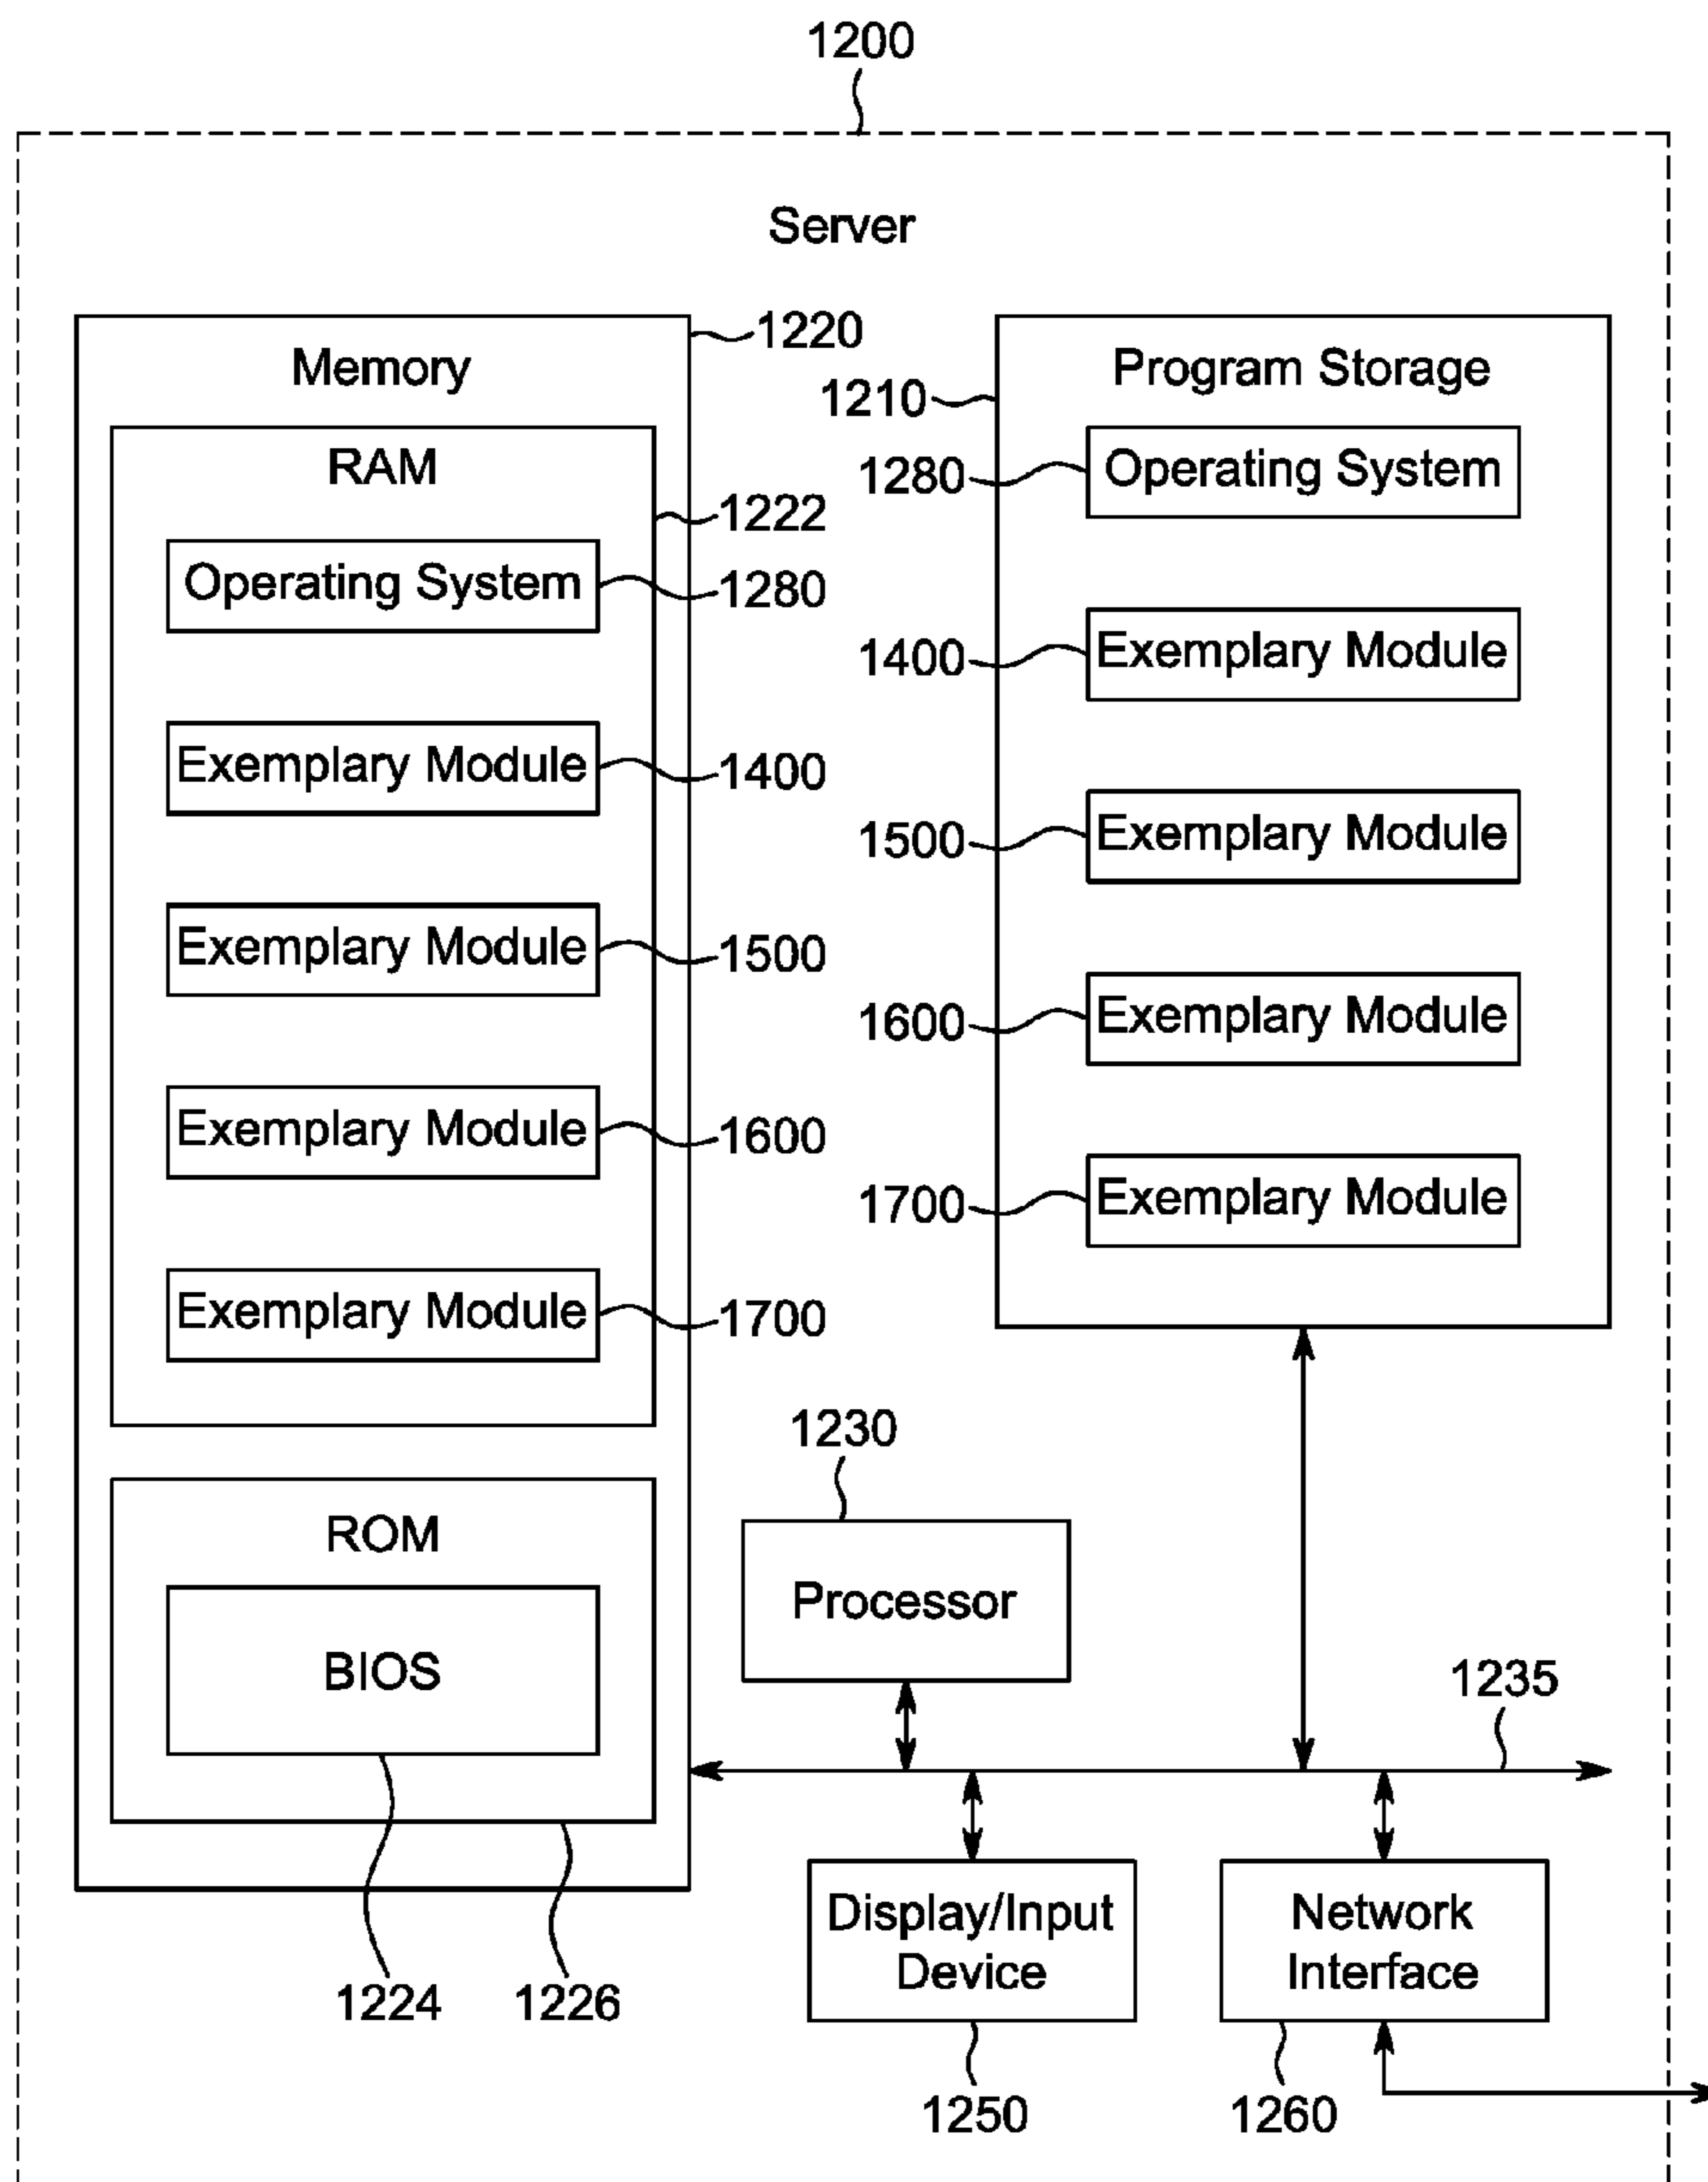 1200
Server
Memory
1220
RAM
1222
Operating System
1280
Exemplary Module
1400
Exemplary Module
1500
Exemplary Module
1600
Exemplary Module
1700
ROM
BIOS
1224
1226
Program Storage
1210
1280
Operating System
1400
Exemplary Module
1500
Exemplary Module
1600
Exemplary Module
1700
Exemplary Module
1230
Processor
1235
Display/Input
Device
1250
Network
Interface
1260